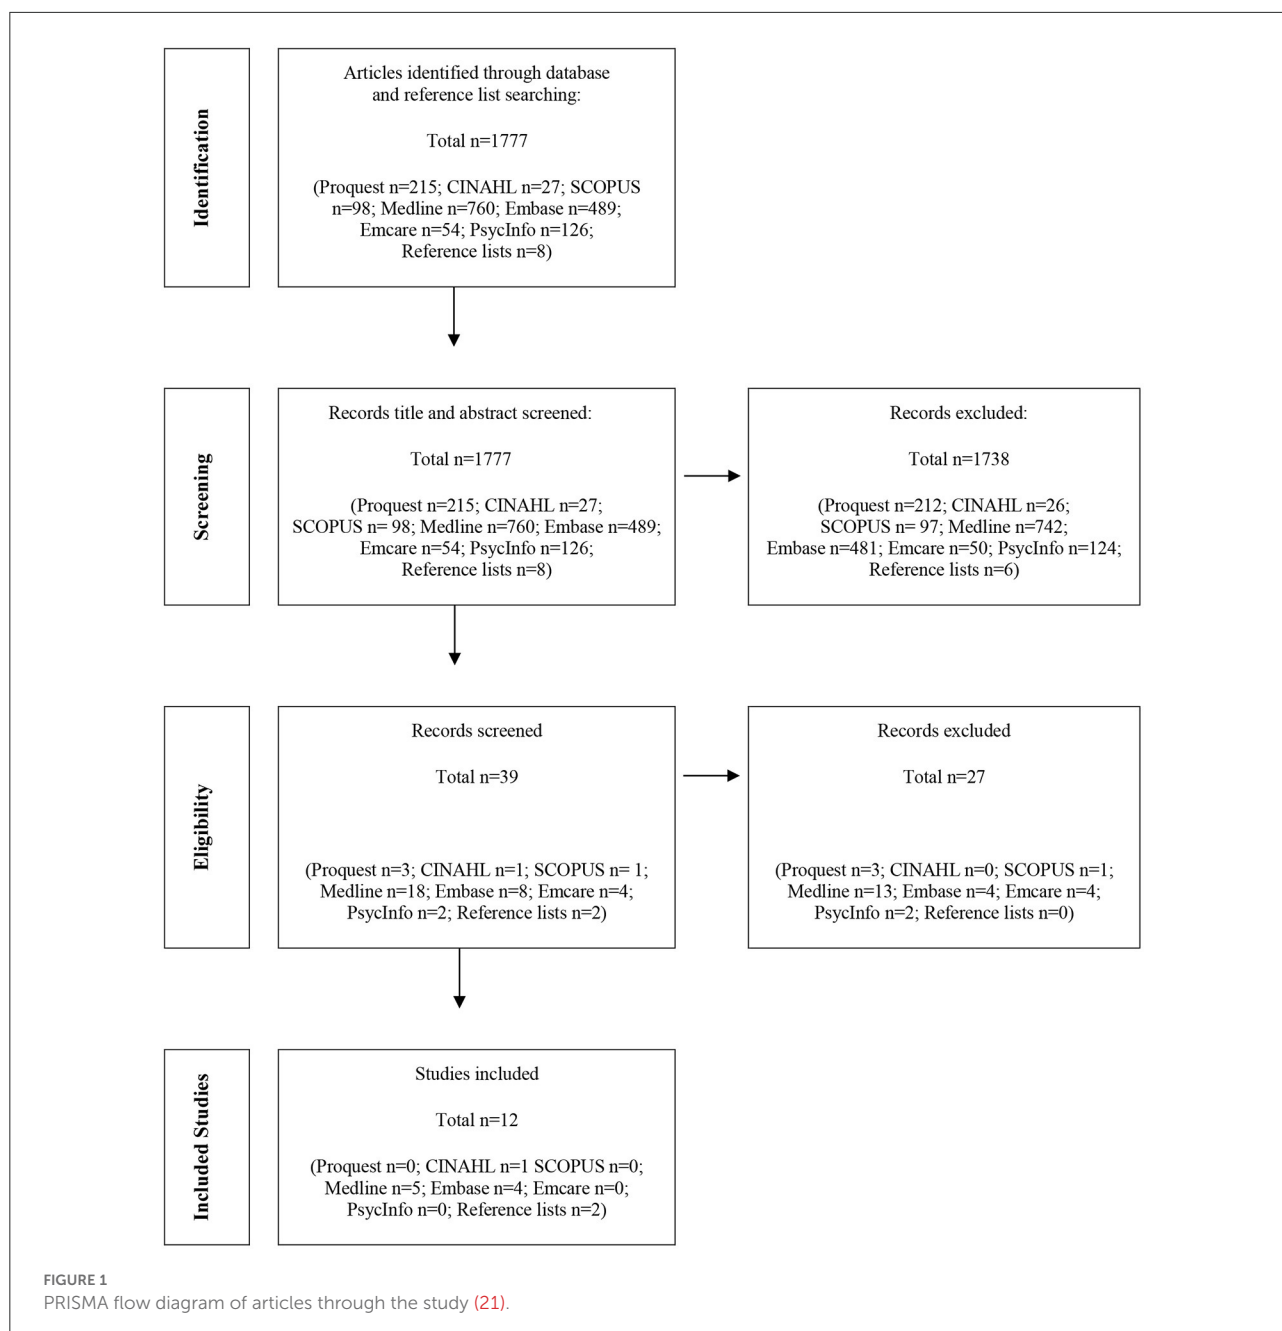 Identification
Articles identified through database
and reference list searching:
Total n=1777
(Proquest n=215; CINAHL n=27; SCOPUS
n=98; Medline n=760; Embase n=489;
Emcare n=54; PsycInfo n=126;
Reference lists n=8)
Screening
Records title and abstract screened:
Total n=1777
(Proquest n=215; CINAHL n=27;
SCOPUS n= 98; Medline n=760; Embase n=489;
Emcare n=54; PsycInfo n=126;
Reference lists n=8)
Records excluded:
Total n=1738
(Proquest n=212; CINAHL n=26;
SCOPUS n= 97; Medline n=742;
Embase n=481; Emcare n=50; PsycInfo n=124;
Reference lists n=6)
Eligibility
Records screened
Total n=39
(Proquest n=3; CINAHL n=1; SCOPUS n= 1;
Medline n=18; Embase n=8; Emcare n=4;
PsycInfo n=2; Reference lists n=2)
Records excluded
Total n=27
(Proquest n=3; CINAHL n=0; SCOPUS n=1;
Medline n=13; Embase n=4; Emcare n=4;
PsycInfo n=2; Reference lists n=0)
Included Studies
Studies included
Total n=12
(Proquest n=0; CINAHL n=1 SCOPUS n=0;
Medline n=5; Embase n=4; Emcare n=0;
PsycInfo n=0; Reference lists n=2)
FIGURE 1
PRISMA flow diagram of articles through the study (21).